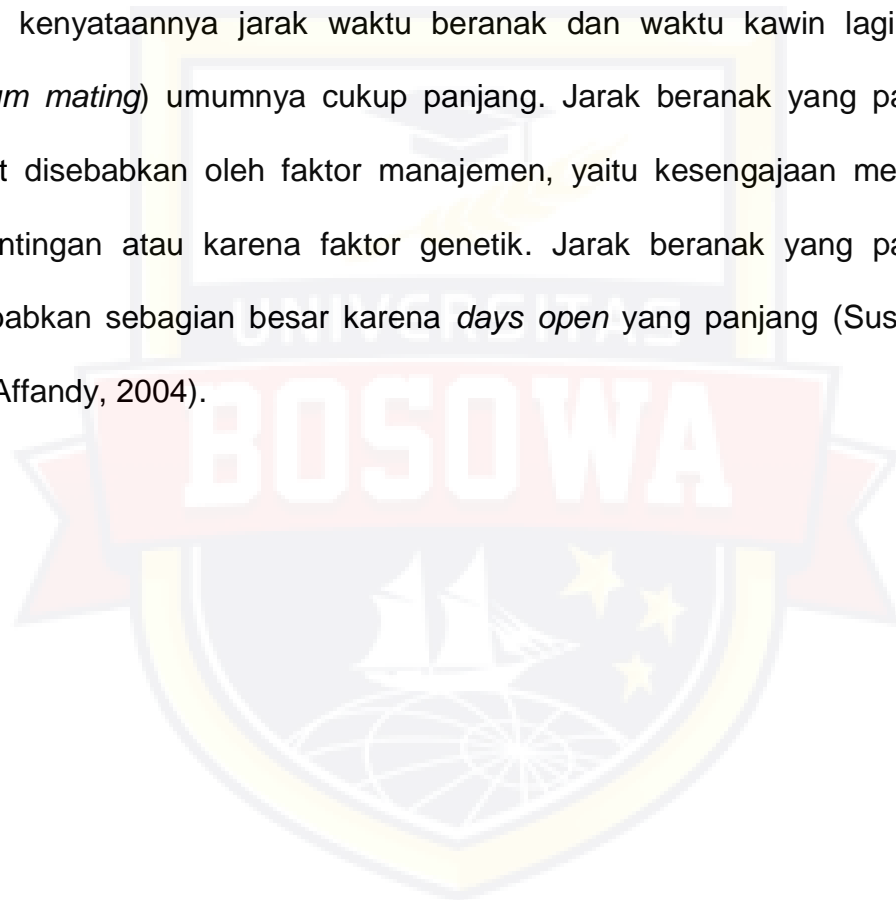 kenyataannya jarak waktu beranak dan waktu kawin lagi
um mating) umumnya cukup panjang. Jarak beranak yang pa
t disebabkan oleh faktor manajemen, yaitu kesengajaan me
ntingan atau karena faktor genetik. Jarak beranak yang pa
babkan sebagian besar karena days open yang panjang (Sus
Affandy, 2004).
UNIVERSITAS
BOSOWA